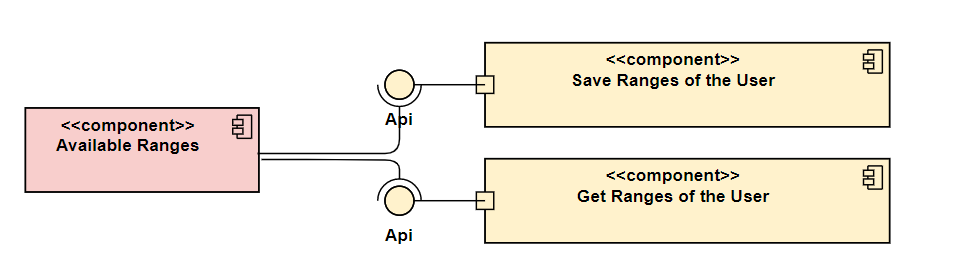 <<component>>
Available Ranges
Api
<<component>>
Save Ranges of the User
Api
<<component>>
Get Ranges of the User